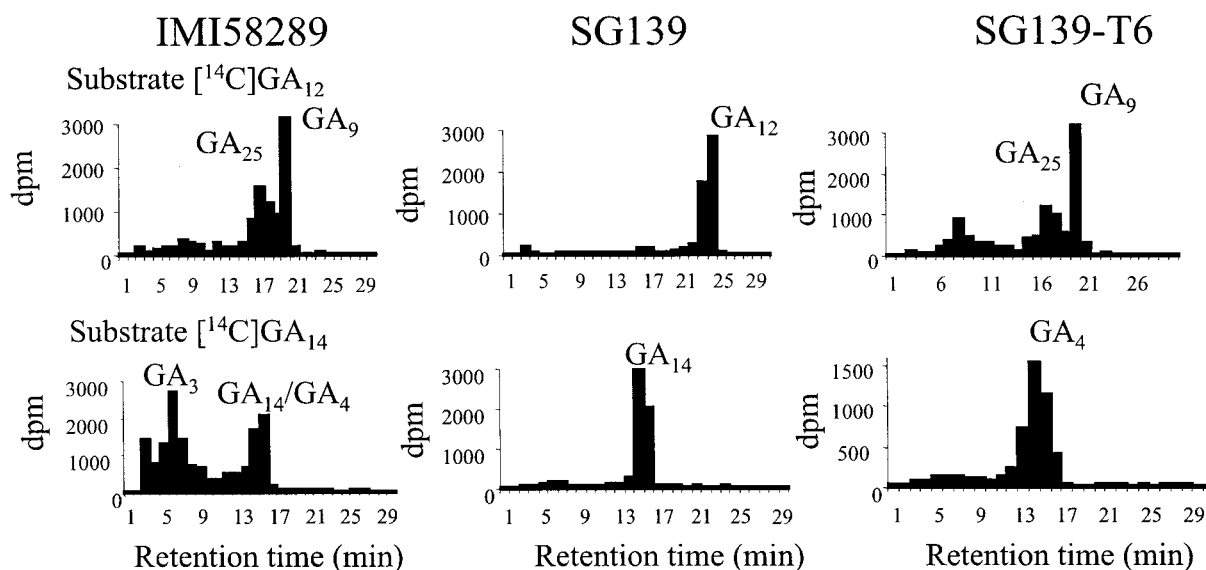 IMI58289 SG139 SG139-T6
Substrate [¹⁴C]GA₁₂
GA₉
GA₂₅
dpm
3000
2000
1000
0
1 5 9 13 17 21 25 29
GA₁₂
dpm
3000
2000
1000
0
1 5 9 13 17 21 25 29
GA₉
GA₂₅
dpm
3000
2000
1000
0
1 6 11 16 21 26
Substrate [¹⁴C]GA₁₄
GA₃
GA₁₄/GA₄
dpm
3000
2000
1000
0
1 5 9 13 17 21 25 29
Retention time (min)
GA₁₄
dpm
3000
2000
1000
0
1 5 9 13 17 21 25 29
Retention time (min)
GA₄
dpm
1500
1000
500
0
1 5 9 13 17 21 25 29
Retention time (min)